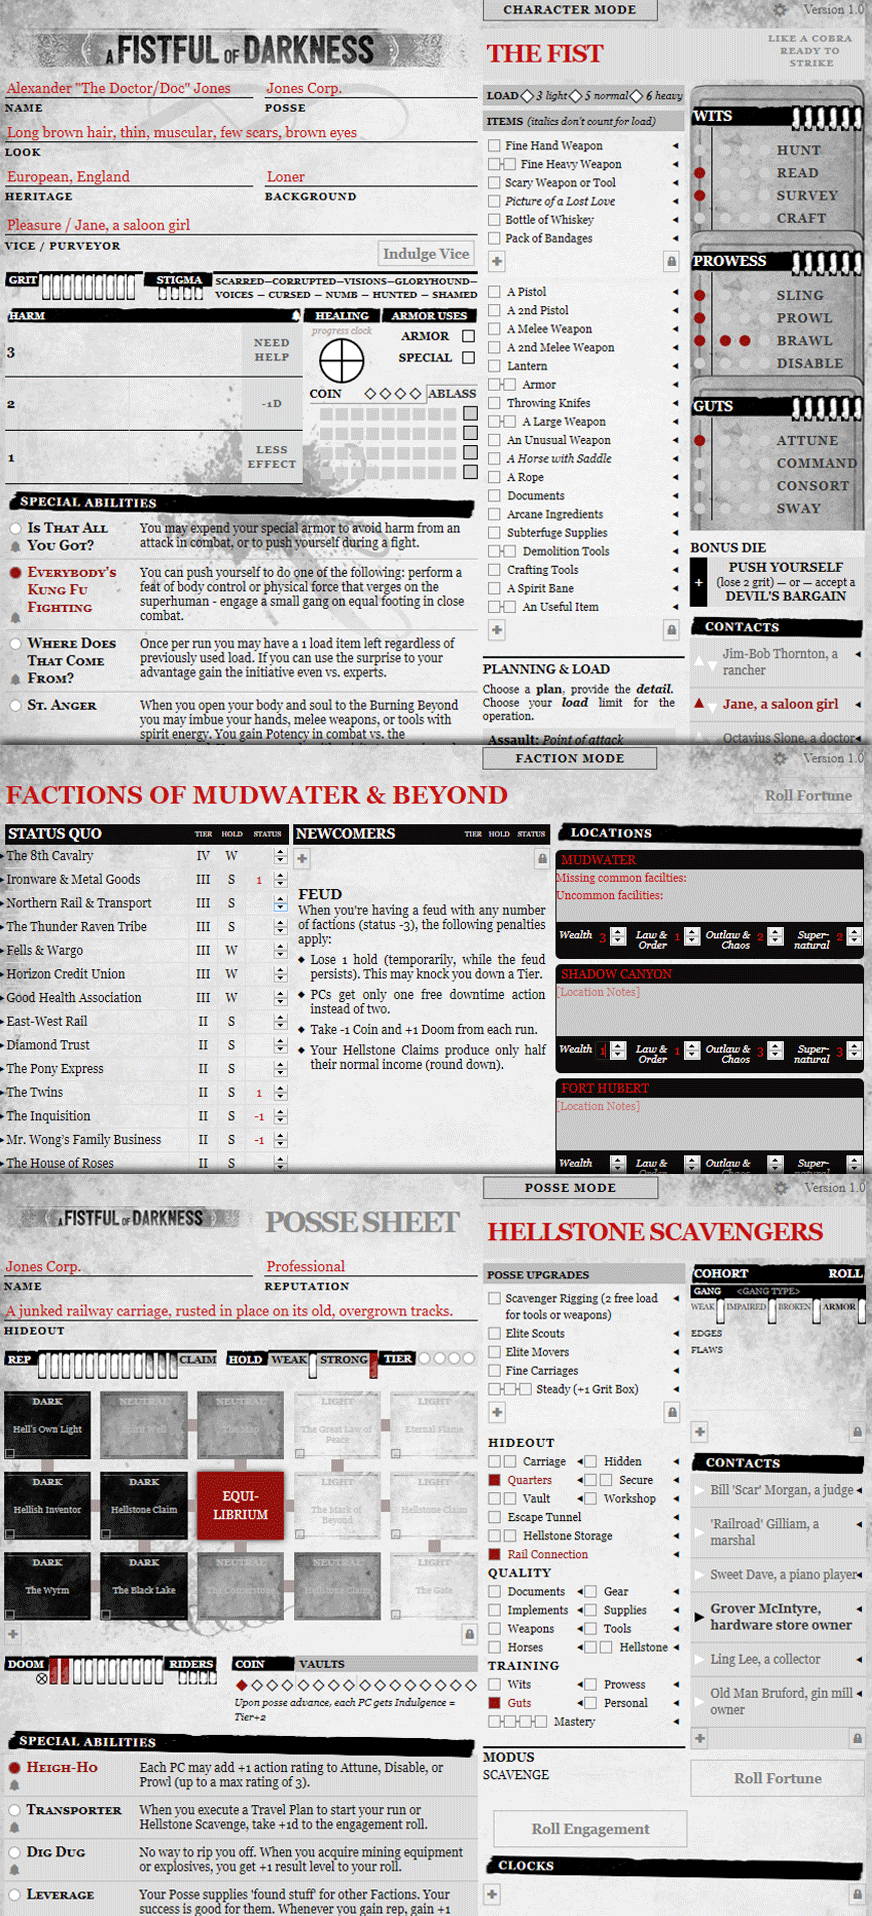 CHARACTER MODE
Version 1.0
A FISTFUL OF DARKNESS
THE FIST
LIKE A COBRA
READY TO
STRIKE
Alexander "The Doctor/Doc" Jones
Jones Corp.
NAME
POSSE
Long brown hair, thin, muscular, few scars, brown eyes
LOOK
European, England
Loner
HERITAGE
BACKGROUND
Pleasure / Jane, a saloon girl
VICE / PURVEYOR
Indulge Vice
GRIT
STIGMA
SCARRED—CORRUPTED—VISIONS—GLORYHOUND—
VOICES — CURSED — NUMB — HUNTED — SHAMED
HARM
HEALING
ARMOR USES
progress clock
3
NEED
HELP
ARMOR
SPECIAL
2
-1D
COIN
ABLASS
1
LESS
EFFECT
SPECIAL ABILITIES
IS THAT ALL
YOU GOT?
You may expend your special armor to avoid harm from an
attack in combat, or to push yourself during a fight.
EVERYBODY'S
KUNG FU
FIGHTING
You can push yourself to do one of the following: perform a
feat of body control or physical force that verges on the
superhuman - engage a small gang on equal footing in close
combat.
WHERE DOES
THAT COME
FROM?
Once per run you may have a 1 load item left regardless of
previously used load. If you can use the surprise to your
advantage gain the initiative even vs. experts.
ST. ANGER
When you open your body and soul to the Burning Beyond
you may imbue your hands, melee weapons, or tools with
spirit energy. You gain Potency in combat vs. the
LOAD
3 light
5 normal
6 heavy
ITEMS (italics don't count for load)
Fine Hand Weapon
Fine Heavy Weapon
Scary Weapon or Tool
Picture of a Lost Love
Bottle of Whiskey
Pack of Bandages
A Pistol
A 2nd Pistol
A Melee Weapon
A 2nd Melee Weapon
Lantern
Armor
Throwing Knifes
A Large Weapon
An Unusual Weapon
A Horse with Saddle
A Rope
Documents
Arcane Ingredients
Subterfuge Supplies
Demolition Tools
Crafting Tools
A Spirit Bane
An Useful Item
PLANNING & LOAD
Choose a plan, provide the detail.
Choose your load limit for the
operation.
Assault: Point of attack
WITS
HUNT
READ
SURVEY
CRAFT
PROWESS
SLING
PROWL
BRAWL
DISABLE
GUTS
ATTUNE
COMMAND
CONSORT
SWAY
BONUS DIE
+
PUSH YOURSELF
(lose 2 grit) — or — accept a
DEVIL'S BARGAIN
CONTACTS
Jim-Bob Thornton, a
rancher
Jane, a saloon girl
Octavius Slone, a doctor
FACTION MODE
Version 1.0
FACTIONS OF MUDWATER & BEYOND
Roll Fortune
STATUS QUO
TIER HOLD STATUS
The 8th Cavalry IV W
Ironware & Metal Goods III S 1
Northern Rail & Transport III S
The Thunder Raven Tribe III S
Fells & Wargo III W
Horizon Credit Union III W
Good Health Association III W
East-West Rail II S
Diamond Trust II S
The Pony Express II S
The Twins II S 1
The Inquisition II S -1
Mr. Wong's Family Business II S -1
The House of Roses II S
NEWCOMERS
TIER HOLD STATUS
FEUD
When you're having a feud with any number
of factions (status -3), the following penalties
apply:
Lose 1 hold (temporarily, while the feud
persists). This may knock you down a Tier.
PCs get only one free downtime action
instead of two.
Take -1 Coin and +1 Doom from each run.
Your Hellstone Claims produce only half
their normal income (round down).
LOCATIONS
MUDWATER
Missing common facilties:
Uncommon facilities:
Wealth 3 Law & Order 1 Outlaw & Chaos 2 Super-natural 2
SHADOW CANYON
[Location Notes]
Wealth 1 Law & Order 1 Outlaw & Chaos 3 Super-natural 3
FORT HUBERT
[Location Notes]
Wealth Law & Outlaw & Super-
POSSE MODE
Version 1.0
A FISTFUL OF DARKNESS
POSSE SHEET
HELLSTONE SCAVENGERS
Jones Corp.
Professional
NAME
REPUTATION
A junked railway carriage, rusted in place on its old, overgrown tracks.
HIDEOUT
REP
CLAIM
HOLD
WEAK
STRONG
TIER
DARK
Hell's Own Light
NEUTRAL
Spirit Well
NEUTRAL
The Map
LIGHT
The Great Law of
Peace
LIGHT
Eternal Flame
DARK
Hellish Inventor
DARK
Hellstone Claim
EQUI-
LIBRIUM
LIGHT
The Mark of
Beyond
LIGHT
Hellstone Claim
DARK
The Wyrm
DARK
The Black Lake
NEUTRAL
The Cornerstone
NEUTRAL
Hellstone Claim
LIGHT
The Gate
DOOM
RIDERS
COIN
VAULTS
Upon posse advance, each PC gets Indulgence =
Tier+2
SPECIAL ABILITIES
HEIGH-HO
Each PC may add +1 action rating to Attune, Disable, or
Prowl (up to a max rating of 3).
TRANSPORTER
When you execute a Travel Plan to start your run or
Hellstone Scavenge, take +1d to the engagement roll.
DIG DUG
No way to rip you off. When you acquire mining equipment
or explosives, you get +1 result level to your roll.
LEVERAGE
Your Posse supplies 'found stuff' for other Factions. Your
success is good for them. Whenever you gain rep, gain +1
POSSE UPGRADES
Scavenger Rigging (2 free load
for tools or weapons)
Elite Scouts
Elite Movers
Fine Carriages
Steady (+1 Grit Box)
HIDEOUT
Carriage
Hidden
Quarters
Secure
Vault
Workshop
Escape Tunnel
Hellstone Storage
Rail Connection
QUALITY
Documents
Gear
Implements
Supplies
Weapons
Tools
Horses
Hellstone
TRAINING
Wits
Prowess
Guts
Personal
Mastery
MODUS
SCAVENGE
Roll Engagement
CLOCKS
COHORT
ROLL
GANG
<GANG TYPE>
WEAK
IMPAIRED
BROKEN
ARMOR
EDGES
FLAWS
CONTACTS
Bill 'Scar' Morgan, a judge
'Railroad' Gilliam, a
marshal
Sweet Dave, a piano player
Grover McIntyre,
hardware store owner
Ling Lee, a collector
Old Man Bruford, gin mill
owner
Roll Fortune